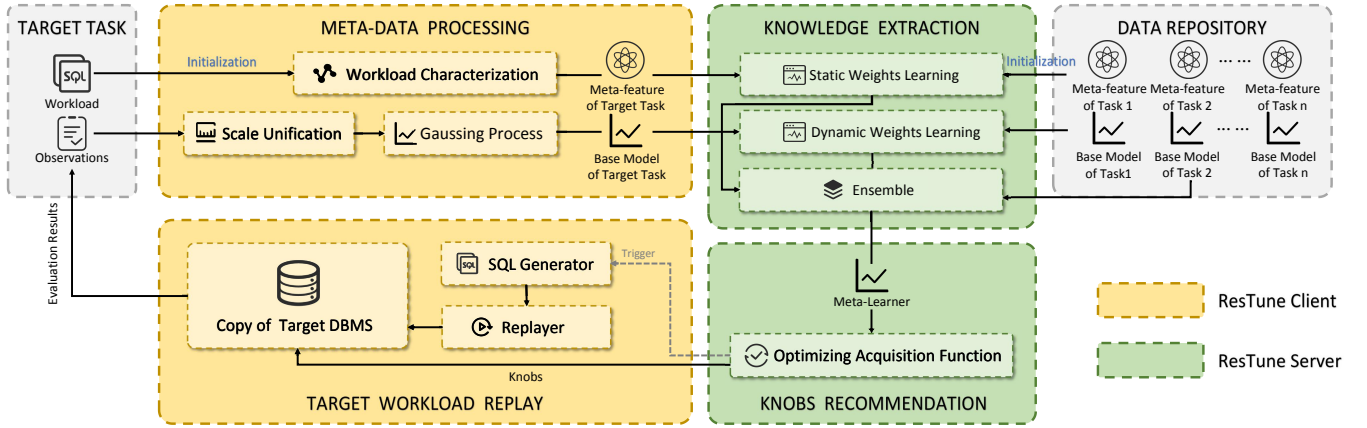 TARGET TASK
SQL
Workload
Observations
Evaluation Results
META-DATA PROCESSING
Initialization
Workload Characterization
Meta-feature
of Target Task
Scale Unification
Gaussing Process
Base Model
of Target Task
KNOWLEDGE EXTRACTION
Static Weights Learning
Dynamic Weights Learning
Ensemble
DATA REPOSITORY
Initialization
Meta-feature
of Task 1
Meta-feature
of Task 2
... ...
Meta-feature
of Task n
Base Model
of Task1
Base Model
of Task 2
... ...
Base Model
of Task n
Copy of Target DBMS
SQL
SQL Generator
Replayer
Trigger
Knobs
TARGET WORKLOAD REPLAY
Meta-Learner
Optimizing Acquisition Function
KNOBS RECOMMENDATION
ResTune Client
ResTune Server